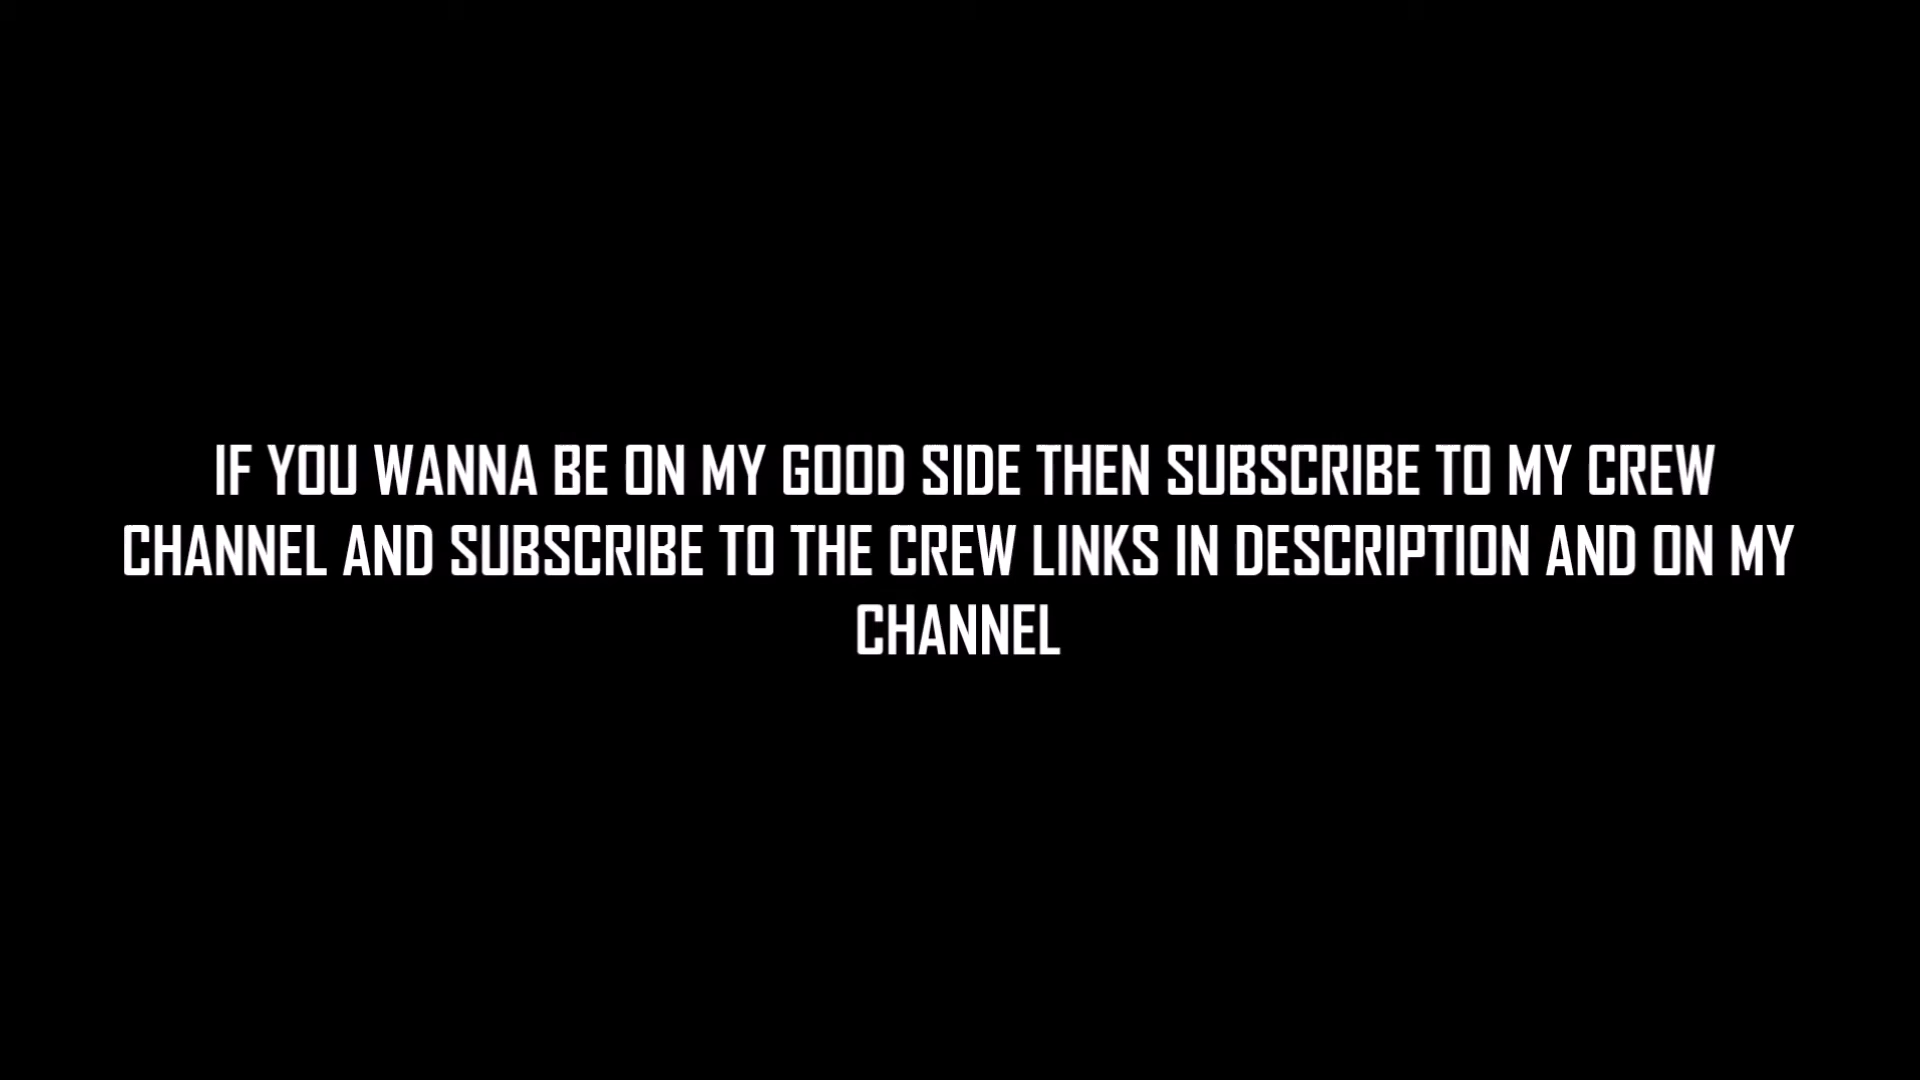 IF YOU WANNA BE ON MY GOOD SIDE THEN SUBSCRIBE TO MY CREW
CHANNEL AND SUBSCRIBE TO THE CREW LINKS IN DESCRIPTION AND ON MY
CHANNEL